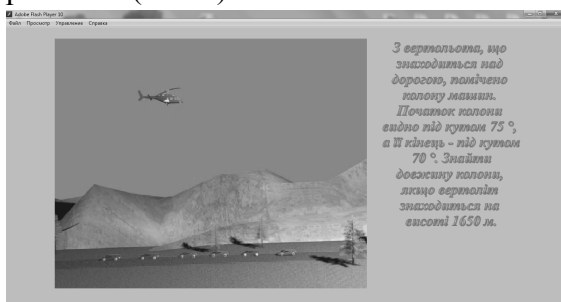 Adobe Flash Player 10
Файл Просмотр Управление Справка
З вертольота, що
знаходиться над
дорогою, помічено
колону машин.
Початок колони
видно під кутом 75 °,
а її кінець - під кутом
70 °. Знайти
довжину колони,
якщо вертоліт
знаходиться на
висоті 1650 м.